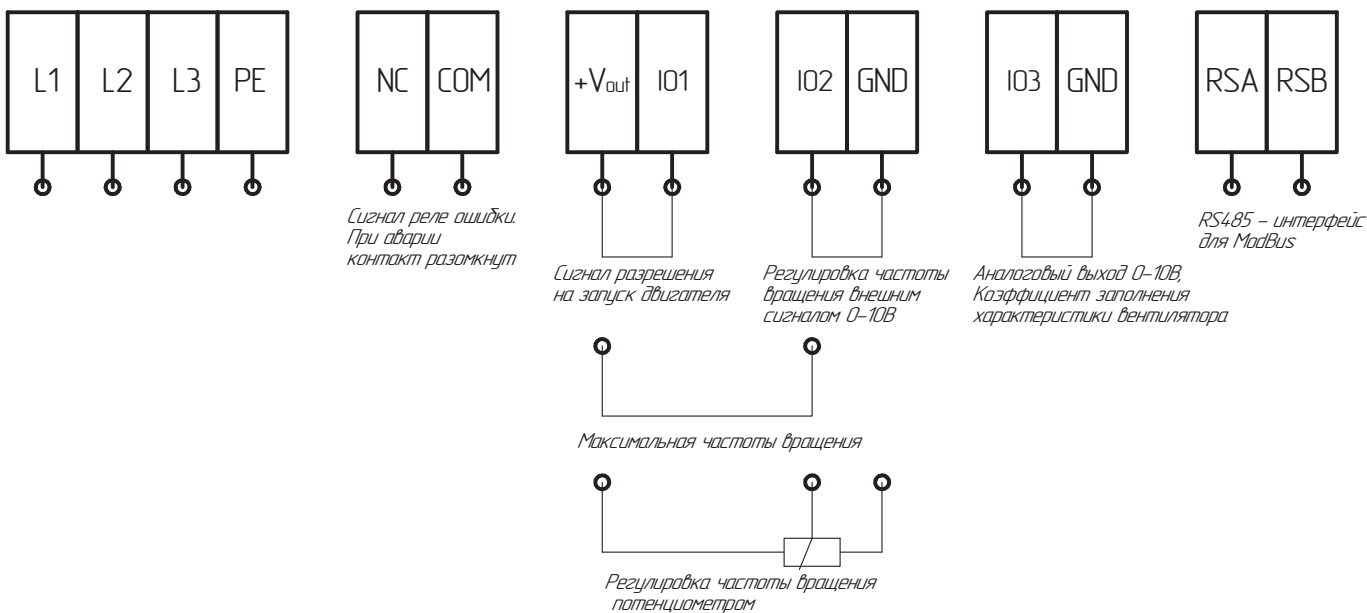 L1 L2 L3 PE NC COM +Vout IO1 IO2 GND IO3 GND RSA RSB
Сигнал реле ошибки.
При аварии
контакт разомкнут
Сигнал разрешения
на запуск двигателя
Регулировка частоты
вращения внешним
сигналом 0-10В
Аналоговый выход 0-10В,
Коэффициент заполнения
характеристики вентилятора
RS485 - интерфейс
для ModBus
Максимальная частоты вращения
Регулировка частоты вращения
потенциометром